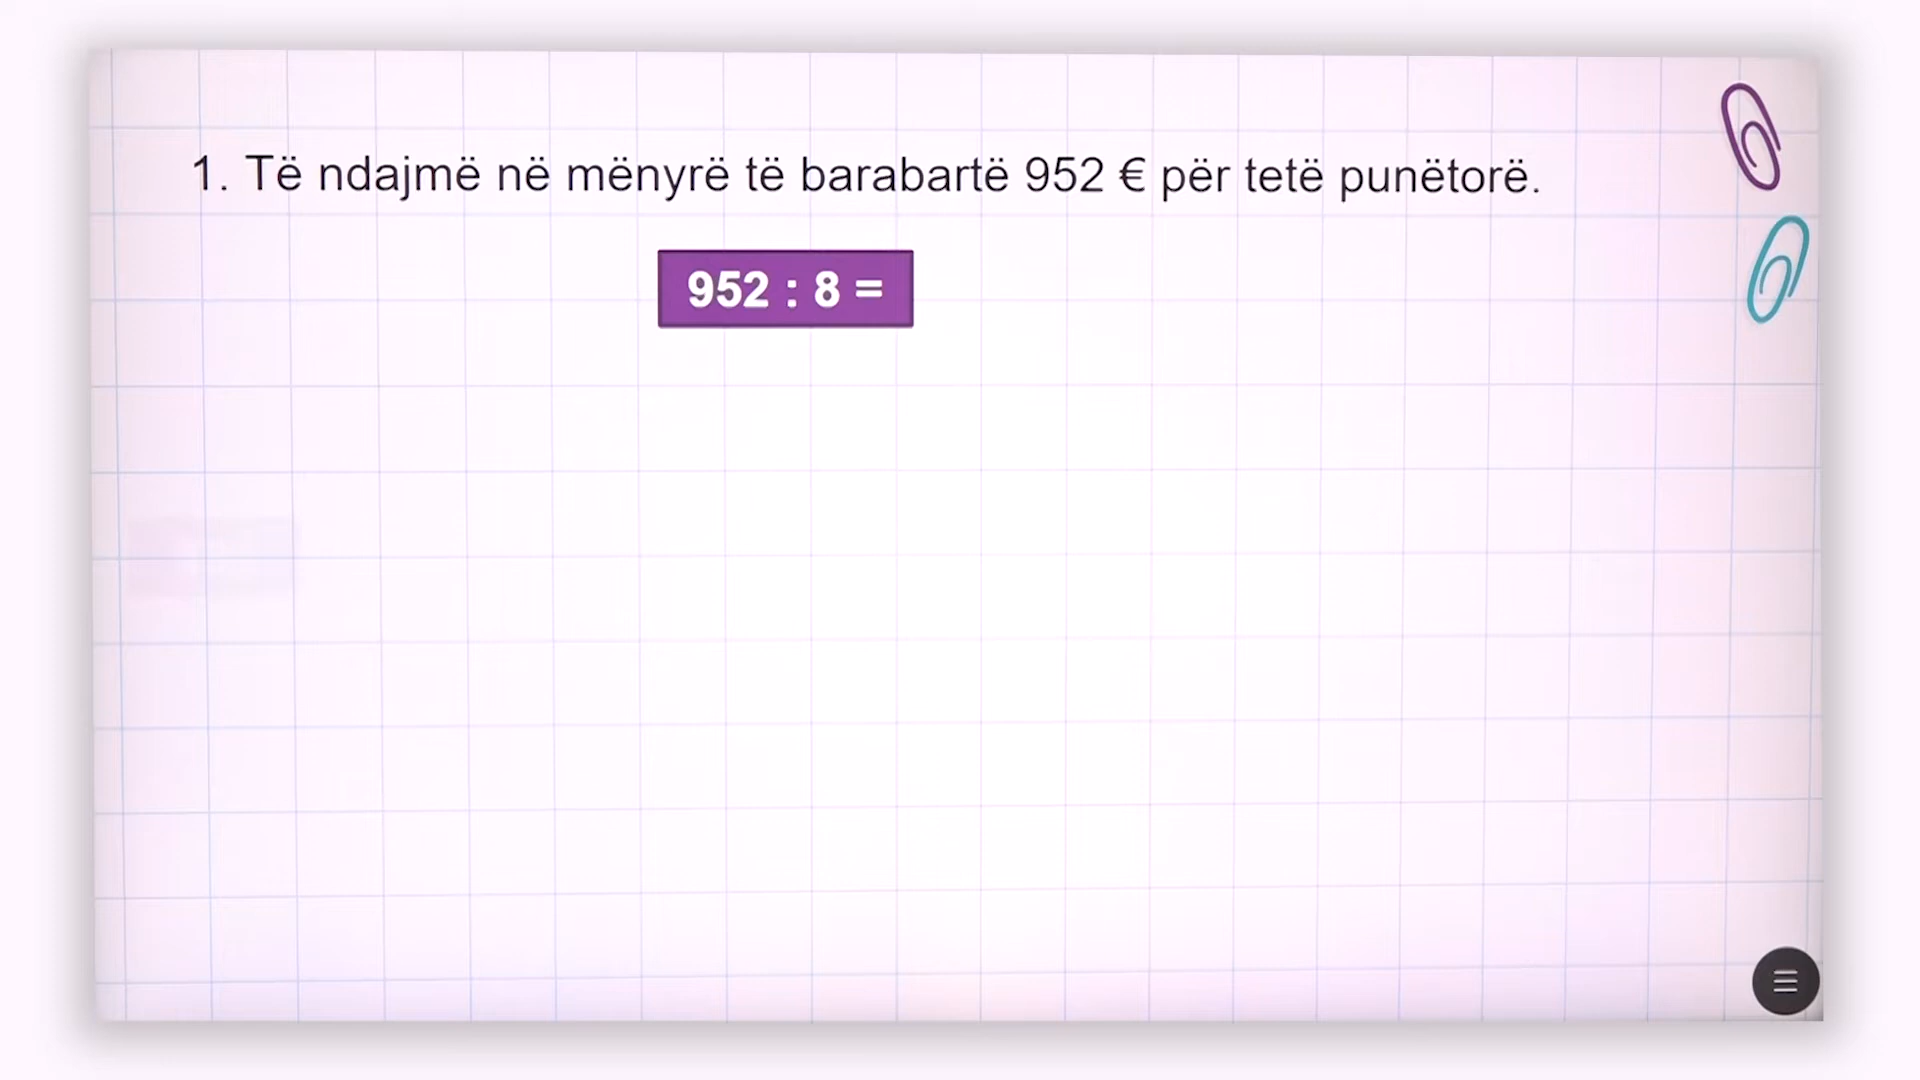 1. Të ndajmë në mënyrë të barabartë 952 € për tetë punëtorë.
952 : 8 =